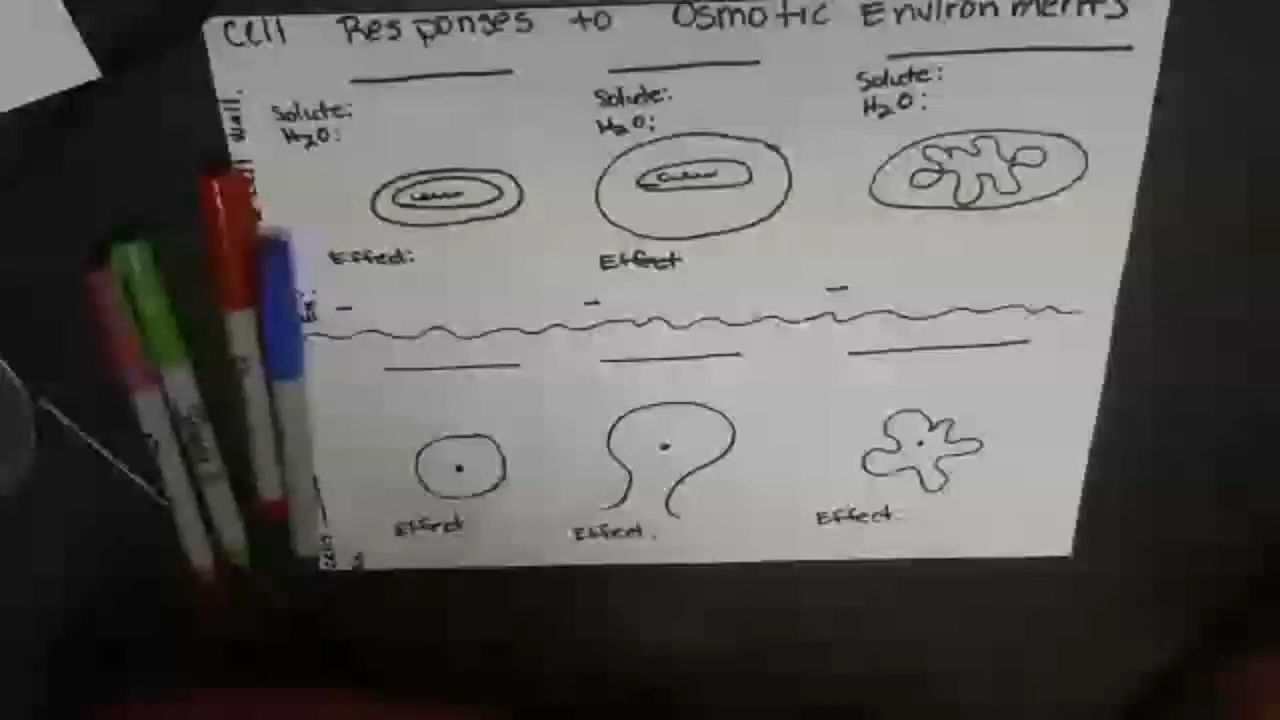 Cell Responses to Osmotic Environments
Solute:
H₂O:
Solute:
H₂O:
Solute:
H₂O:
Effect:
Effect
Effect
Effect.
Effect.